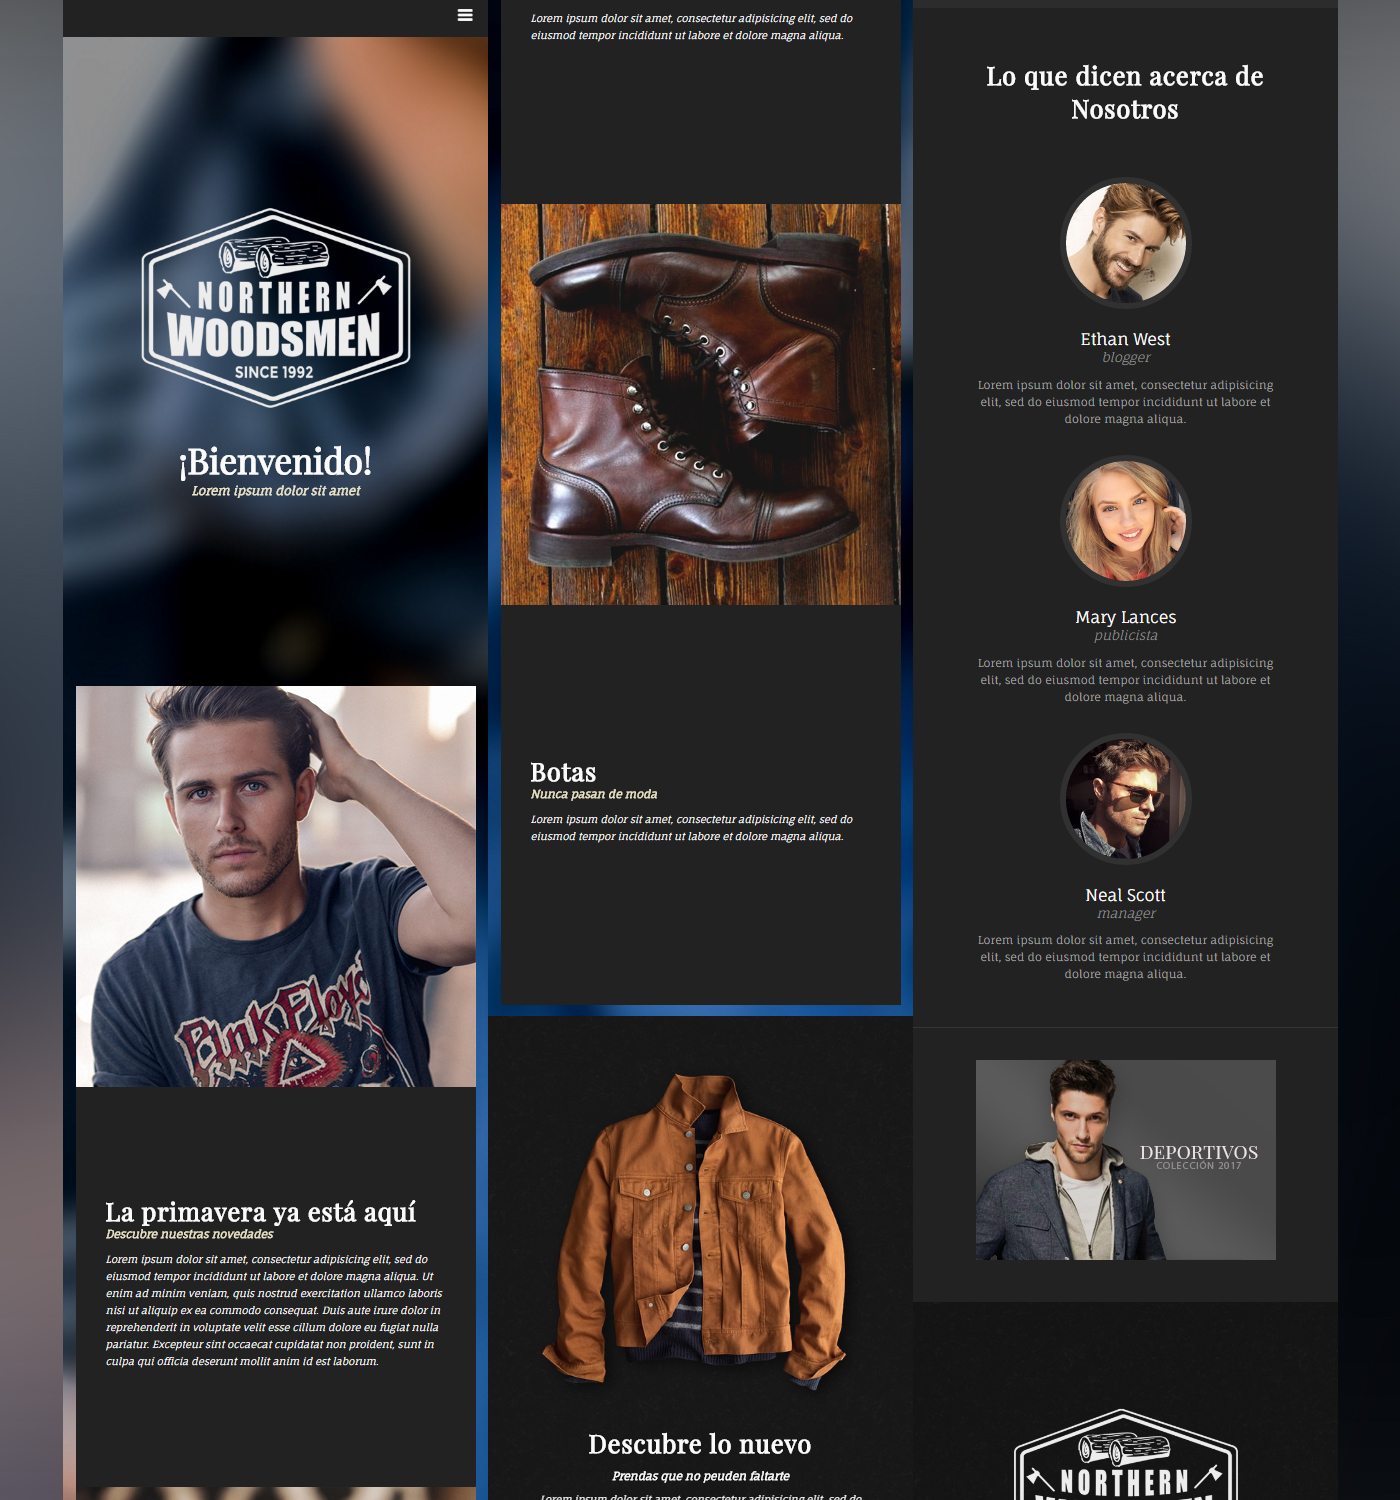 NORTHERN
WOODSMEN
SINCE 1992
¡Bienvenido!
Lorem ipsum dolor sit amet
Pink Floyd
La primavera ya está aquí
Descubre nuestras novedades
Lorem ipsum dolor sit amet, consectetur adipisicing elit, sed do
eiusmod tempor incididunt ut labore et dolore magna aliqua. Ut
enim ad minim veniam, quis nostrud exercitation ullamco laboris
nisi ut aliquip ex ea commodo consequat. Duis aute irure dolor in
reprehenderit in voluptate velit esse cillum dolore eu fugiat nulla
pariatur. Excepteur sint occaecat cupidatat non proident, sunt in
culpa qui officia deserunt mollit anim id est laborum.
Lorem ipsum dolor sit amet, consectetur adipisicing elit, sed do
eiusmod tempor incididunt ut labore et dolore magna aliqua.
Botas
Nunca pasan de moda
Lorem ipsum dolor sit amet, consectetur adipisicing elit, sed do
eiusmod tempor incididunt ut labore et dolore magna aliqua.
Descubre lo nuevo
Prendas que no peuden faltarte
Lorem ipsum dolor sit amet, consectetur adipisicing elit, sed do
Lo que dicen acerca de
Nosotros
Ethan West
blogger
Lorem ipsum dolor sit amet, consectetur adipisicing
elit, sed do eiusmod tempor incididunt ut labore et
dolore magna aliqua.
Mary Lances
publicista
Lorem ipsum dolor sit amet, consectetur adipisicing
elit, sed do eiusmod tempor incididunt ut labore et
dolore magna aliqua.
Neal Scott
manager
Lorem ipsum dolor sit amet, consectetur adipisicing
elit, sed do eiusmod tempor incididunt ut labore et
dolore magna aliqua.
DEPORTIVOS
COLECCIÓN 2017
NORTHERN